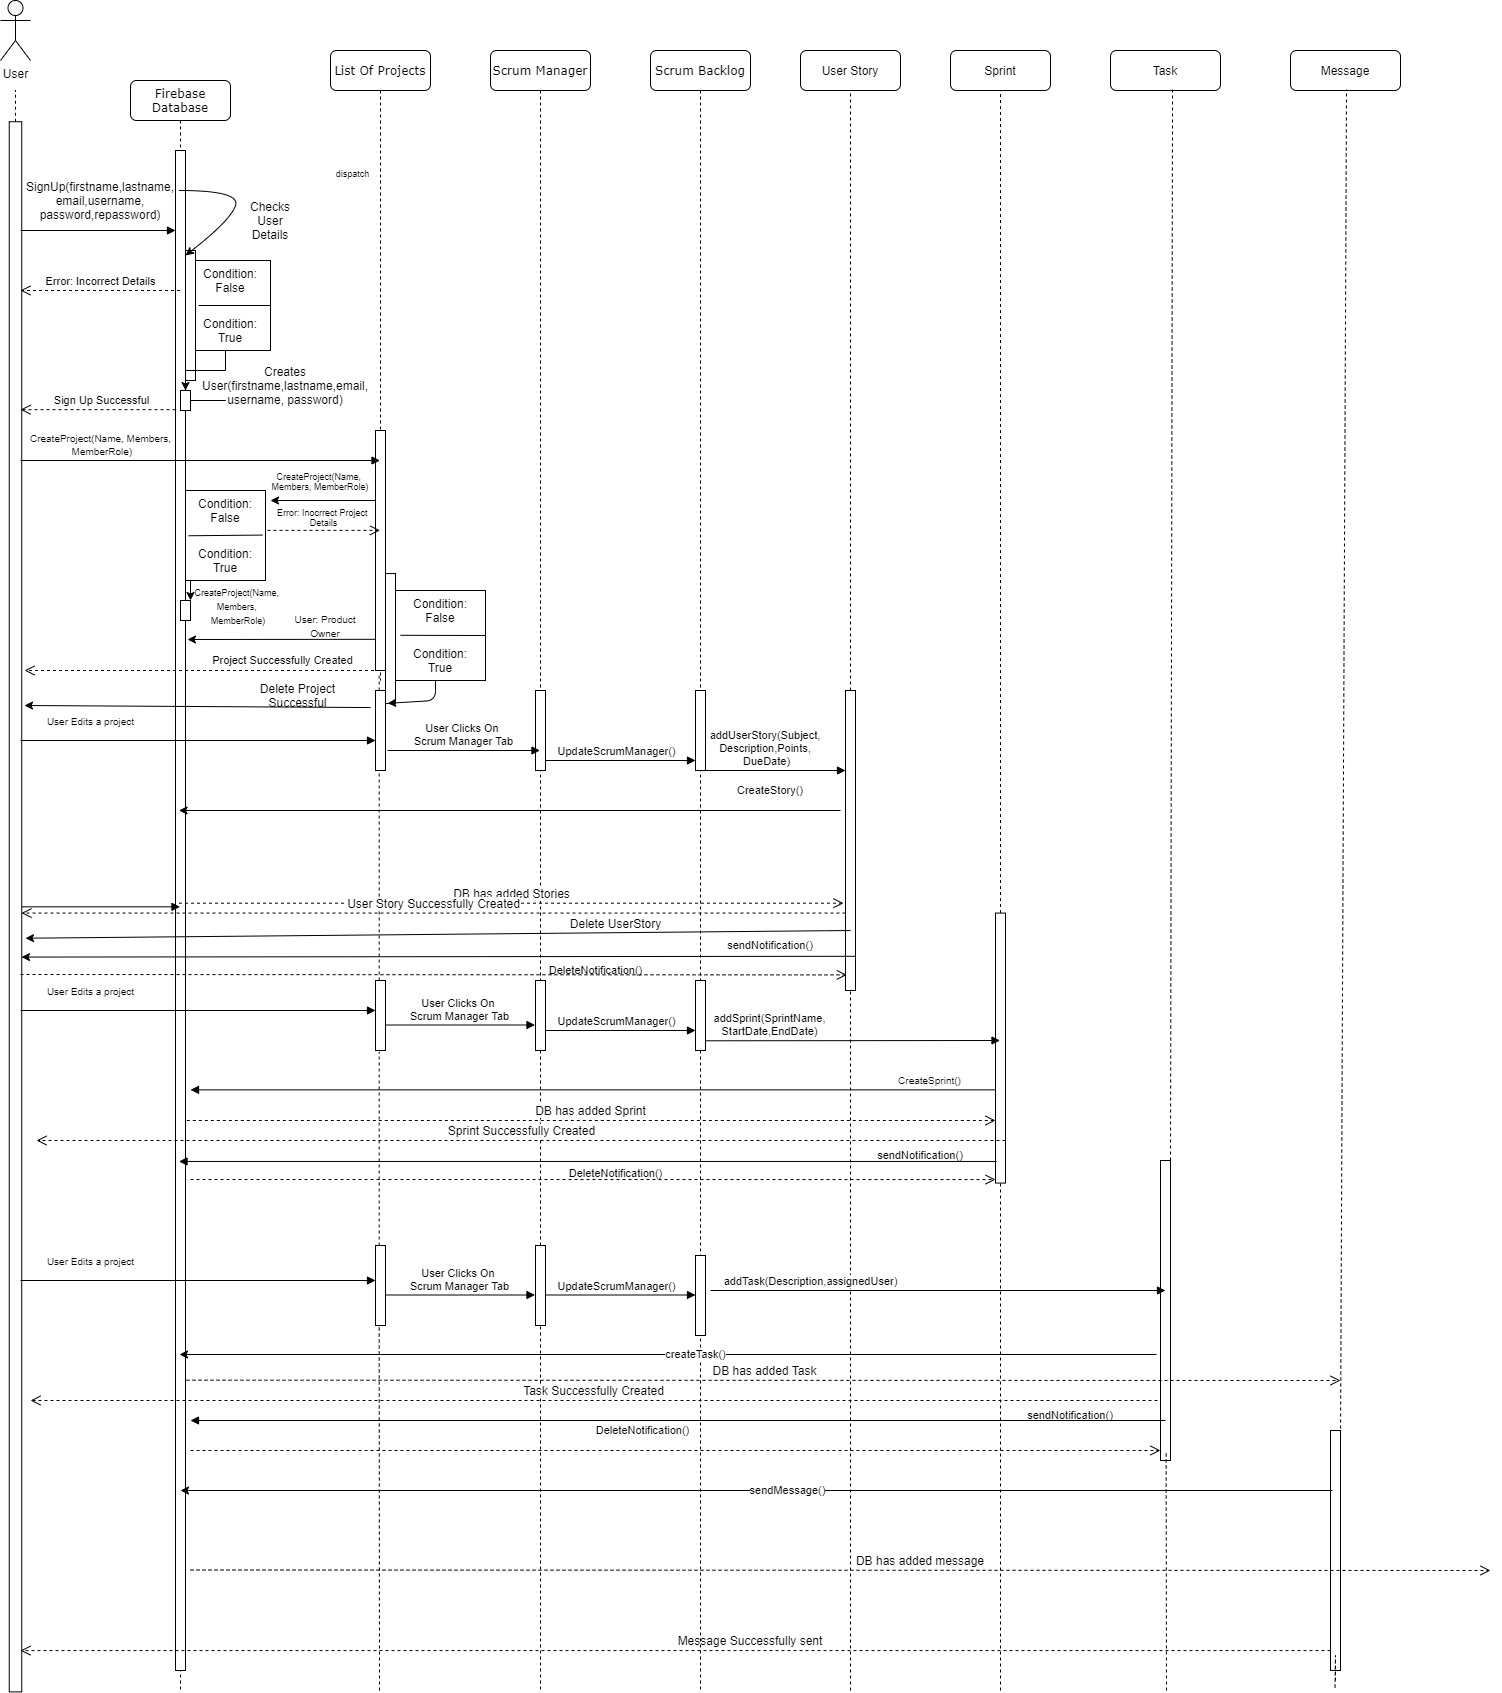 User
Firebase
Database
List Of Projects
Scrum Manager
Scrum Backlog
User Story
Sprint
Task
Message
dispatch
SignUp(firstname,lastname,
email,username,
password,repassword)
Checks
User
Details
Error: Incorrect Details
Condition:
False
Condition:
True
Creates
User(firstname,lastname,email,
username, password)
Sign Up Successful
CreateProject(Name, Members,
MemberRole)
CreateProject(Name,
Members, MemberRole)
Condition:
False
Error: Inocrrect Project
Details
Condition:
True
CreateProject(Name,
Members,
MemberRole)
Condition:
False
User: Product
Owner
Condition:
True
Project Successfully Created
Delete Project
Successful
User Edits a project
User Clicks On
Scrum Manager Tab
UpdateScrumManager()
addUserStory(Subject,
Description,Points,
DueDate)
CreateStory()
DB has added Stories
User Story Successfully Created
Delete UserStory
sendNotification()
DeleteNotification()
User Edits a project
User Clicks On
Scrum Manager Tab
UpdateScrumManager()
addSprint(SprintName,
StartDate,EndDate)
CreateSprint()
DB has added Sprint
Sprint Successfully Created
sendNotification()
DeleteNotification()
User Edits a project
User Clicks On
Scrum Manager Tab
UpdateScrumManager()
addTask(Description,assignedUser)
createTask()
DB has added Task
Task Successfully Created
sendNotification()
DeleteNotification()
sendMessage()
DB has added message
Message Successfully sent